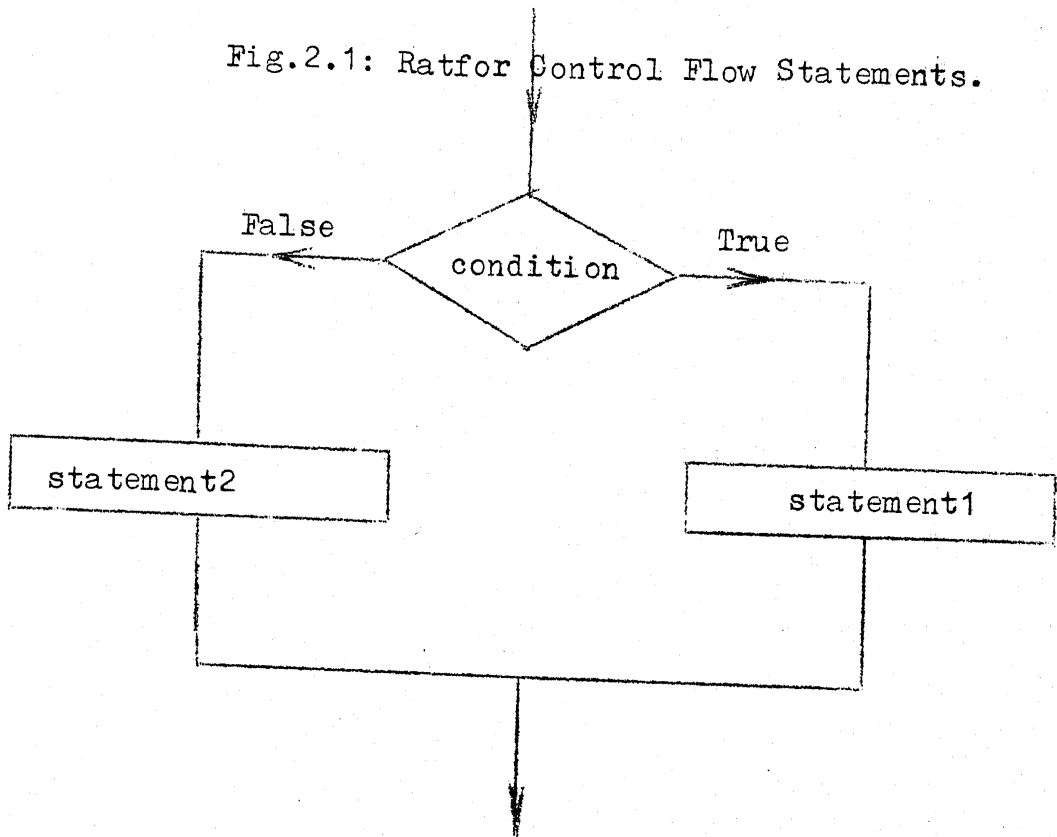 Fig.2.1: Ratfor Control Flow Statements.
False
True
condition
statement2
statement1